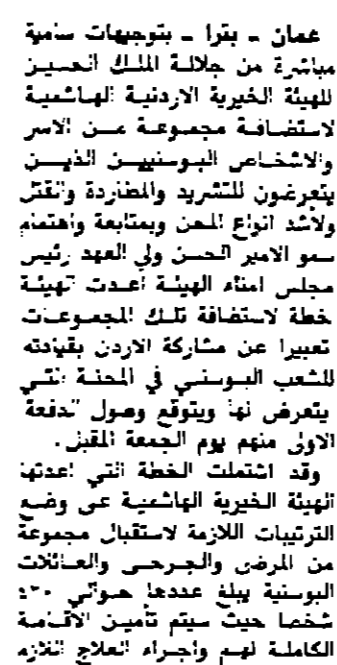 عمان - بترا - بتوجيهات سامية
مباشرة من جلالة الملك الحسين
للهيئة الخيرية الاردنية الهاشمية
لاستضافة مجموعة من الاسر
والاشخاص البوسنيين الذين
يتعرضون للتشريد والمطاردة والقتل
ولاشد انواع المحن وبمتابعة واهتمام
سمو الامير الحسن ولي العهد رئيس
مجلس امناء الهيئة اعدت الهيئة
خطة لاستضافة تلك المجموعات
تعبيرا عن مشاركة الاردن بقيادته
للشعب البوسني في المحنة التي
يتعرض لها ويتوقع وصول الدفعة
الاولى منهم يوم الجمعة المقبل.
وقد اشتملت الخطة التي اعدتها
الهيئة الخيرية الهاشمية على وضع
الترتيبات اللازمة لاستقبال مجموعة
من المرضى والجرحى والعائلات
البوسنية يبلغ عددها حوالي
شخصا حيث سيتم تأمين الاقامة
الكاملة لهم واجراء العلاج اللازم